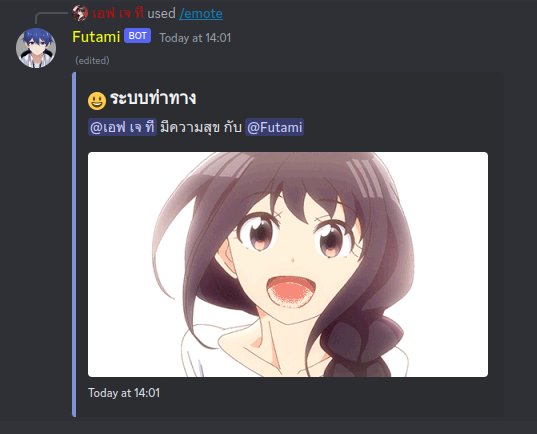 เอฟ เจ ที used /emote
Futami BOT Today at 14:01
(edited)
ระบบท่าทาง
@เอฟ เจ ที มีความสุข กับ @Futami
Today at 14:01